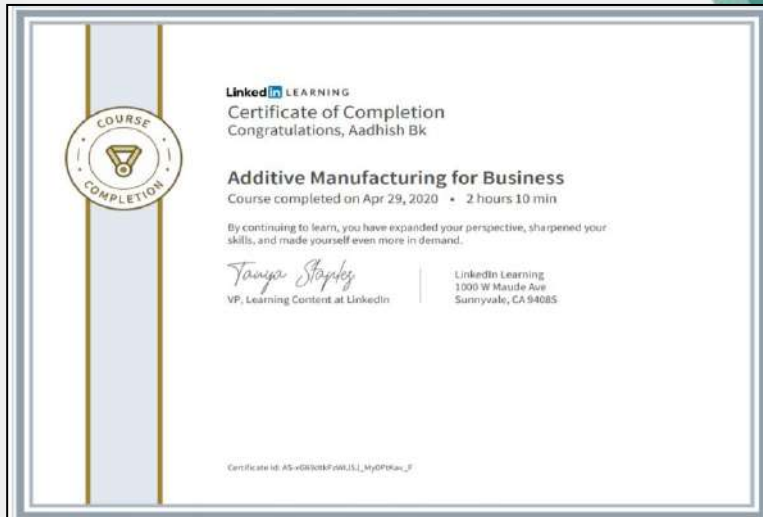 COURSE
COMPLETION
LinkedIn LEARNING
Certificate of Completion
Congratulations, Aadhish Bk
Additive Manufacturing for Business
Course completed on Apr 29, 2020 • 2 hours 10 min
By continuing to learn, you have expanded your perspective, sharpened your
skills, and made yourself even more in demand.
Tanya Staples
VP, Learning Content at LinkedIn
LinkedIn Learning
1000 W Maude Ave
Sunnyvale, CA 94085
Certificate Id: